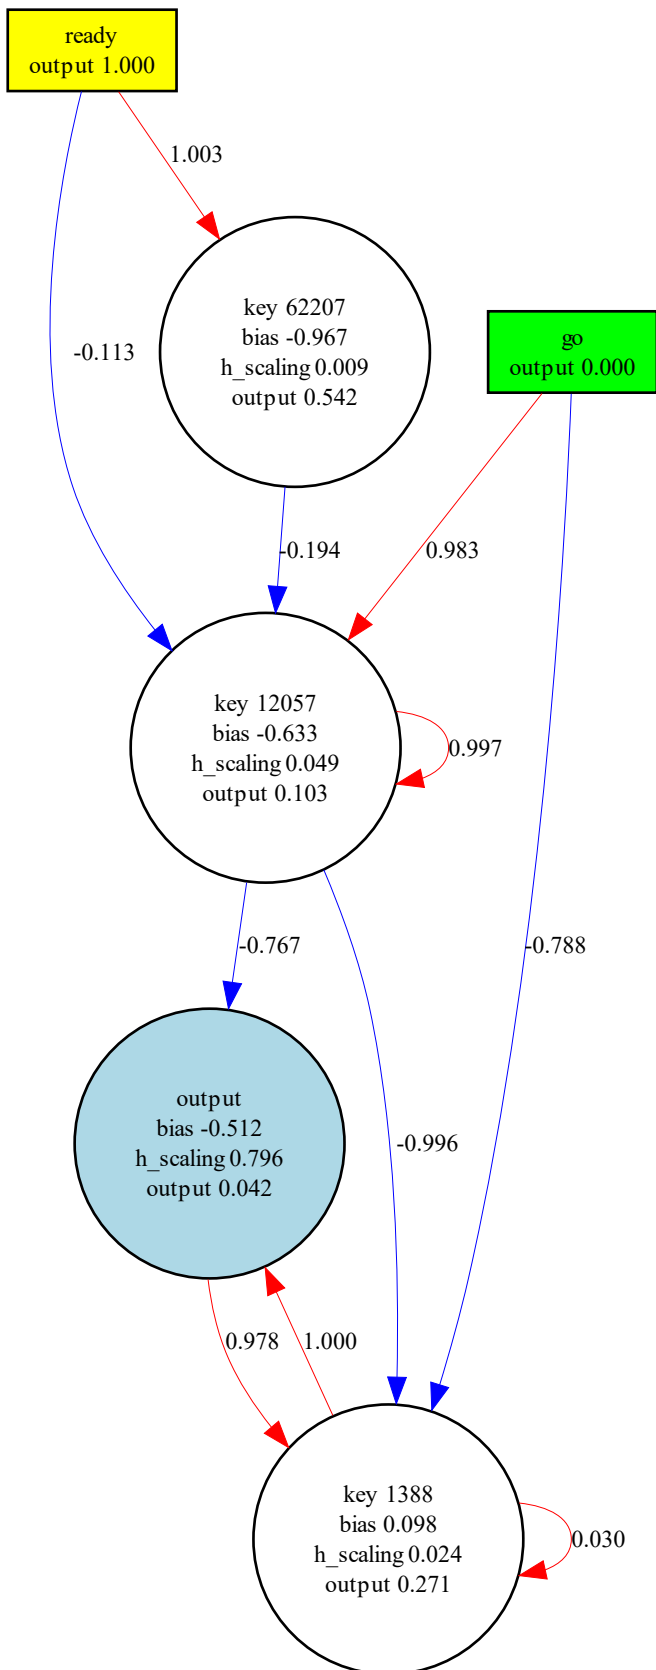 ready
output 1.000
1.003
key 62207
bias -0.967
h_scaling 0.009
output 0.542
go
output 0.000
-0.113
-0.194
0.983
key 12057
bias -0.633
h_scaling 0.049
output 0.103
0.997
-0.767
-0.788
output
bias -0.512
h_scaling 0.796
output 0.042
-0.996
0.978
1.000
key 1388
bias 0.098
h_scaling 0.024
output 0.271
0.030